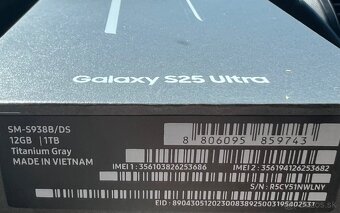 Galaxy S25 Ultra
SM-S938B/DS
12GB | 1TB
Titanium Gray
MADE IN VIETNAM
8 806095 859743
IMEI 1 : 356103826253686
IMEI 2 : 356194126253682
S/N : R5CY51NWLNY
EID :